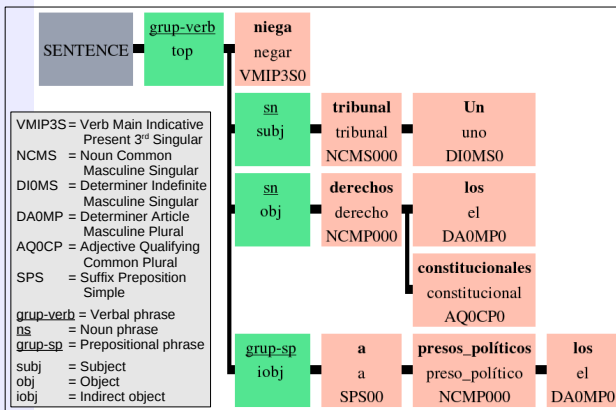 SENTENCE
grup-verb
top
niega
negar
VMIP3S0
sn
subj
tribunal
tribunal
NCMS000
Un
uno
DI0MS0
sn
obj
derechos
derecho
NCMP000
los
el
DA0MP0
constitucionales
constitucional
AQ0CP0
grup-sp
iobj
a
a
SPS00
presos_políticos
preso_político
NCMP000
los
el
DA0MP0
VMIP3S = Verb Main Indicative
Present 3rd Singular
NCMS = Noun Common
Masculine Singular
DI0MS = Determiner Indefinite
Masculine Singular
DA0MP = Determiner Article
Masculine Plural
AQ0CP = Adjective Qualifying
Common Plural
SPS = Suffix Preposition
Simple
grup-verb = Verbal phrase
ns = Noun phrase
grup-sp = Prepositional phrase
subj = Subject
obj = Object
iobj = Indirect object